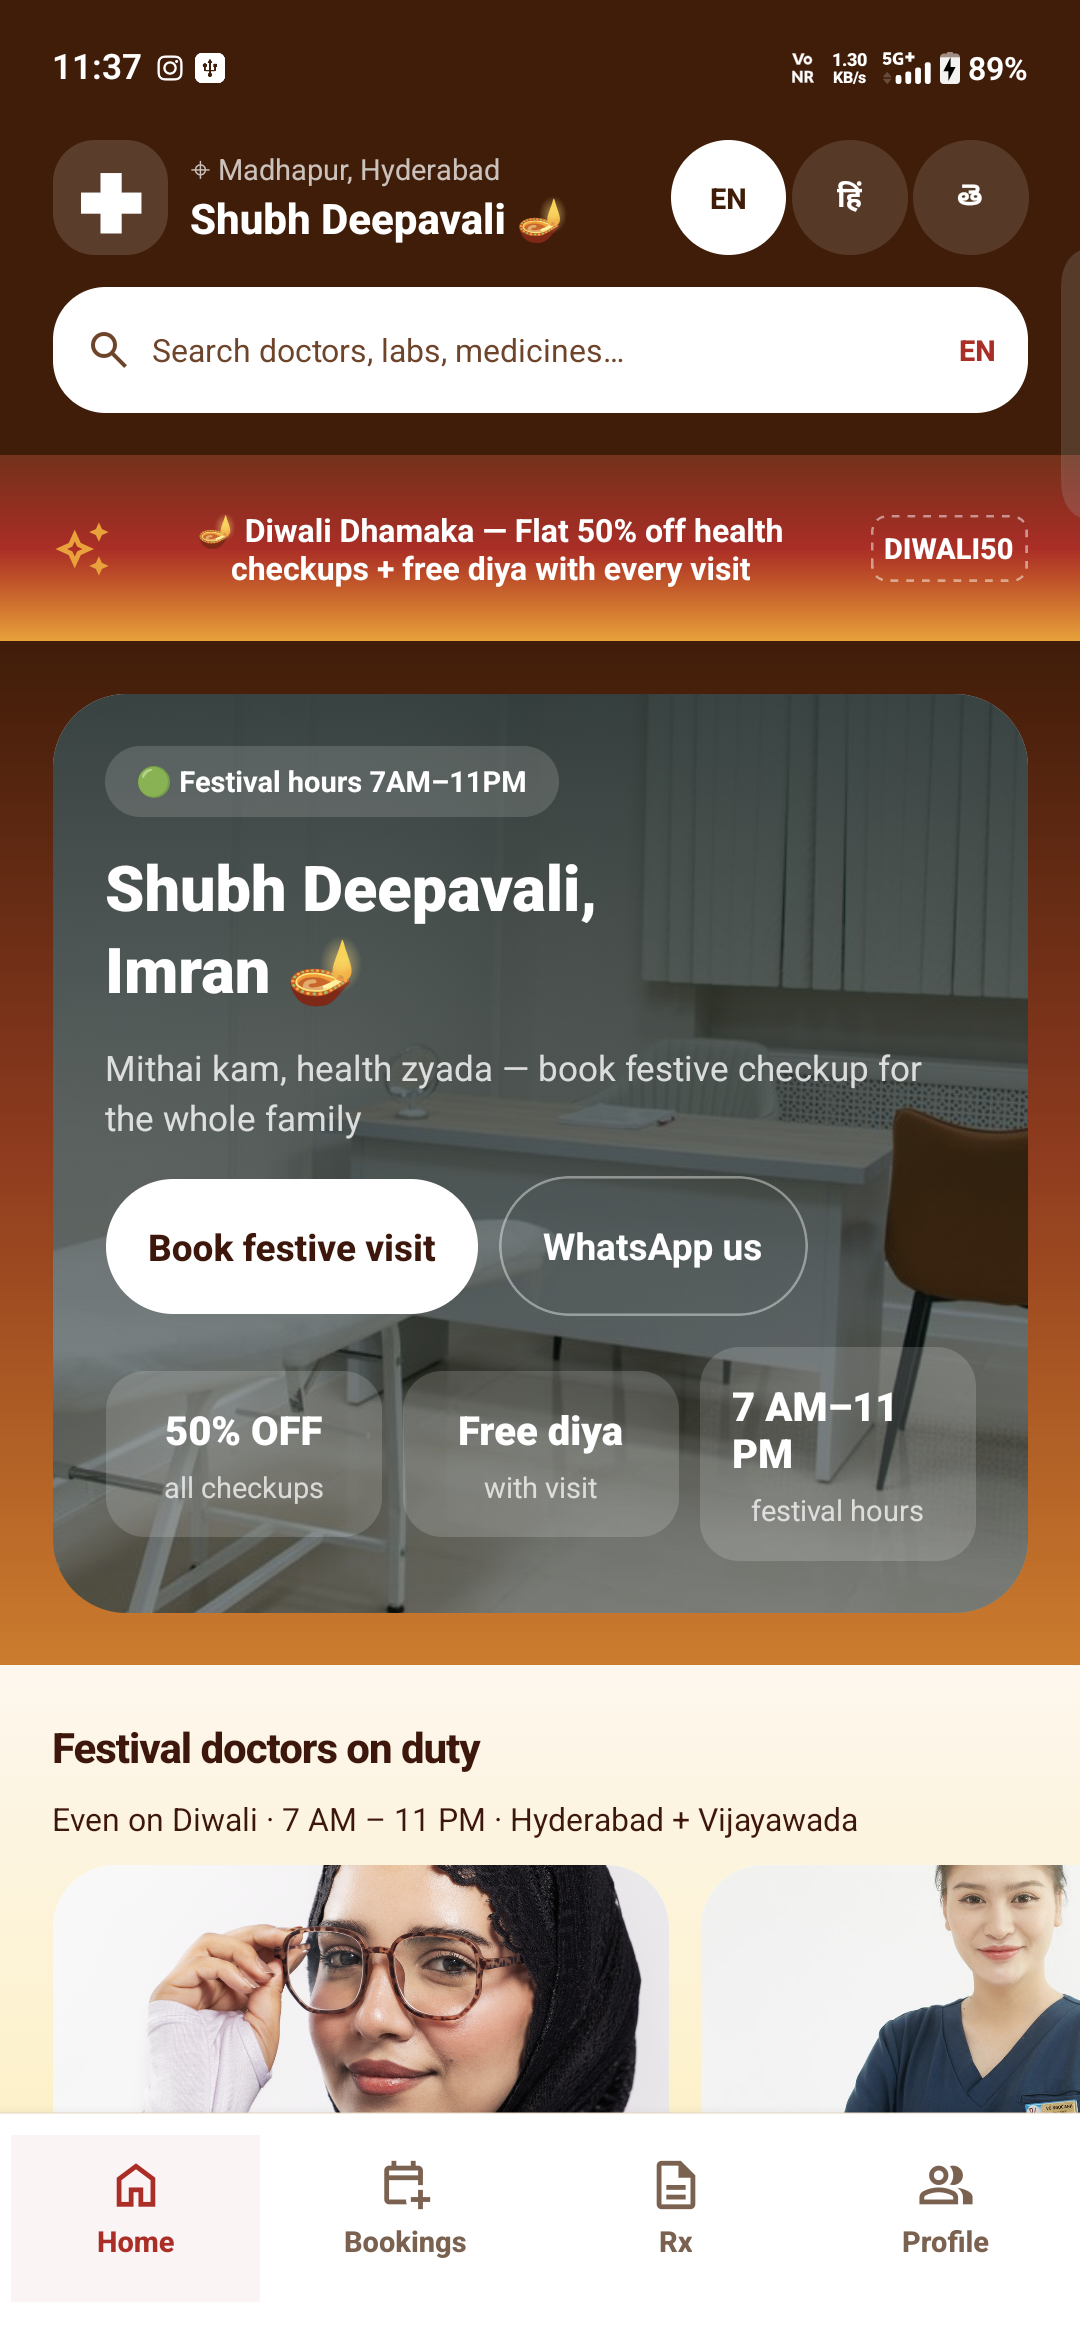 11:37
Vo NR 1.30 KB/s 5G+ 89%
Madhapur, Hyderabad
Shubh Deepavali 🪔
EN हिं తె
Search doctors, labs, medicines... EN
🪔 Diwali Dhamaka — Flat 50% off health
checkups + free diya with every visit
DIWALI50
🟢 Festival hours 7AM–11PM
Shubh Deepavali,
Imran 🪔
Mithai kam, health zyada — book festive checkup for
the whole family
Book festive visit WhatsApp us
50% OFF
all checkups
Free diya
with visit
7 AM–11
PM
festival hours
Festival doctors on duty
Even on Diwali · 7 AM – 11 PM · Hyderabad + Vijayawada
Home Bookings Rx Profile